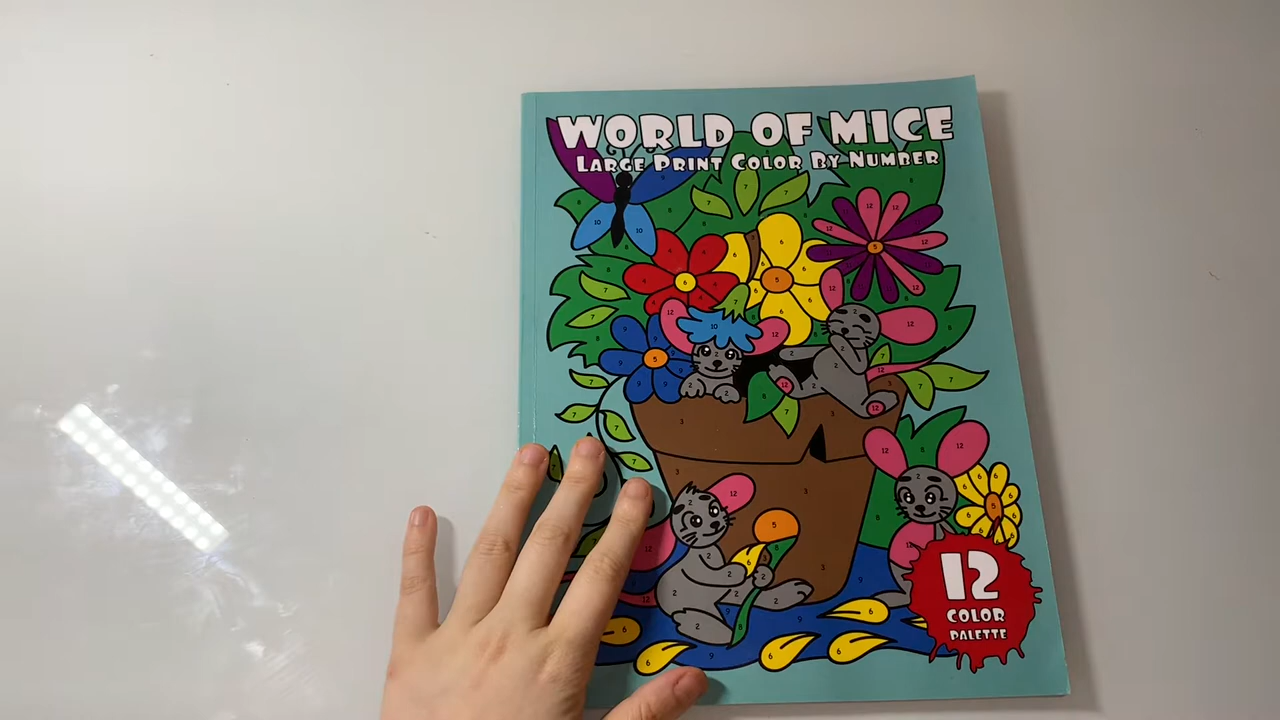 WORLD OF MICE
LARGE PRINT COLOR BY NUMBER
12
COLOR
PALETTE